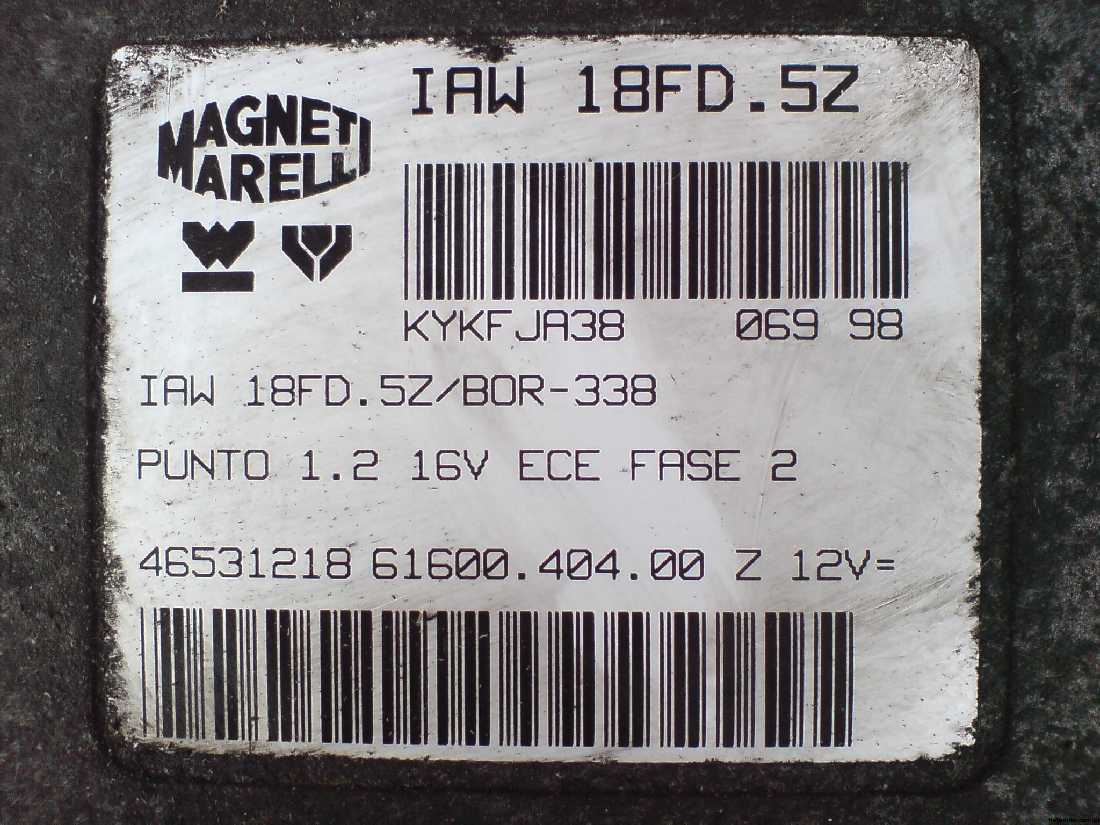 IAW 18FD.5Z
MAGNETI
MARELLI
KYKFJA38 069 98
IAW 18FD.5Z/BOR-338
PUNTO 1.2 16V ECE FASE 2
46531218 61600.404.00 Z 12V=